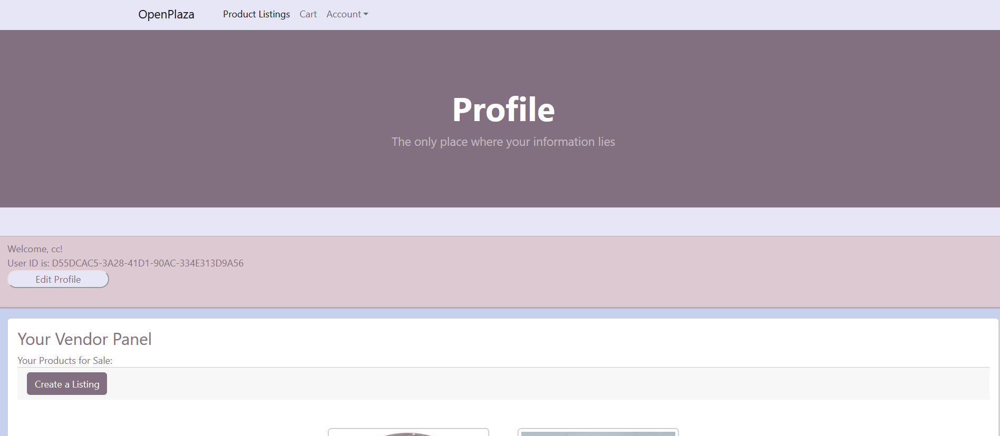 OpenPlaza Product Listings Cart Account
Profile
The only place where your information lies
Welcome, cc!
User ID is: D55DCAC5-3A28-41D1-90AC-334E313D9A56
Edit Profile
Your Vendor Panel
Your Products for Sale:
Create a Listing